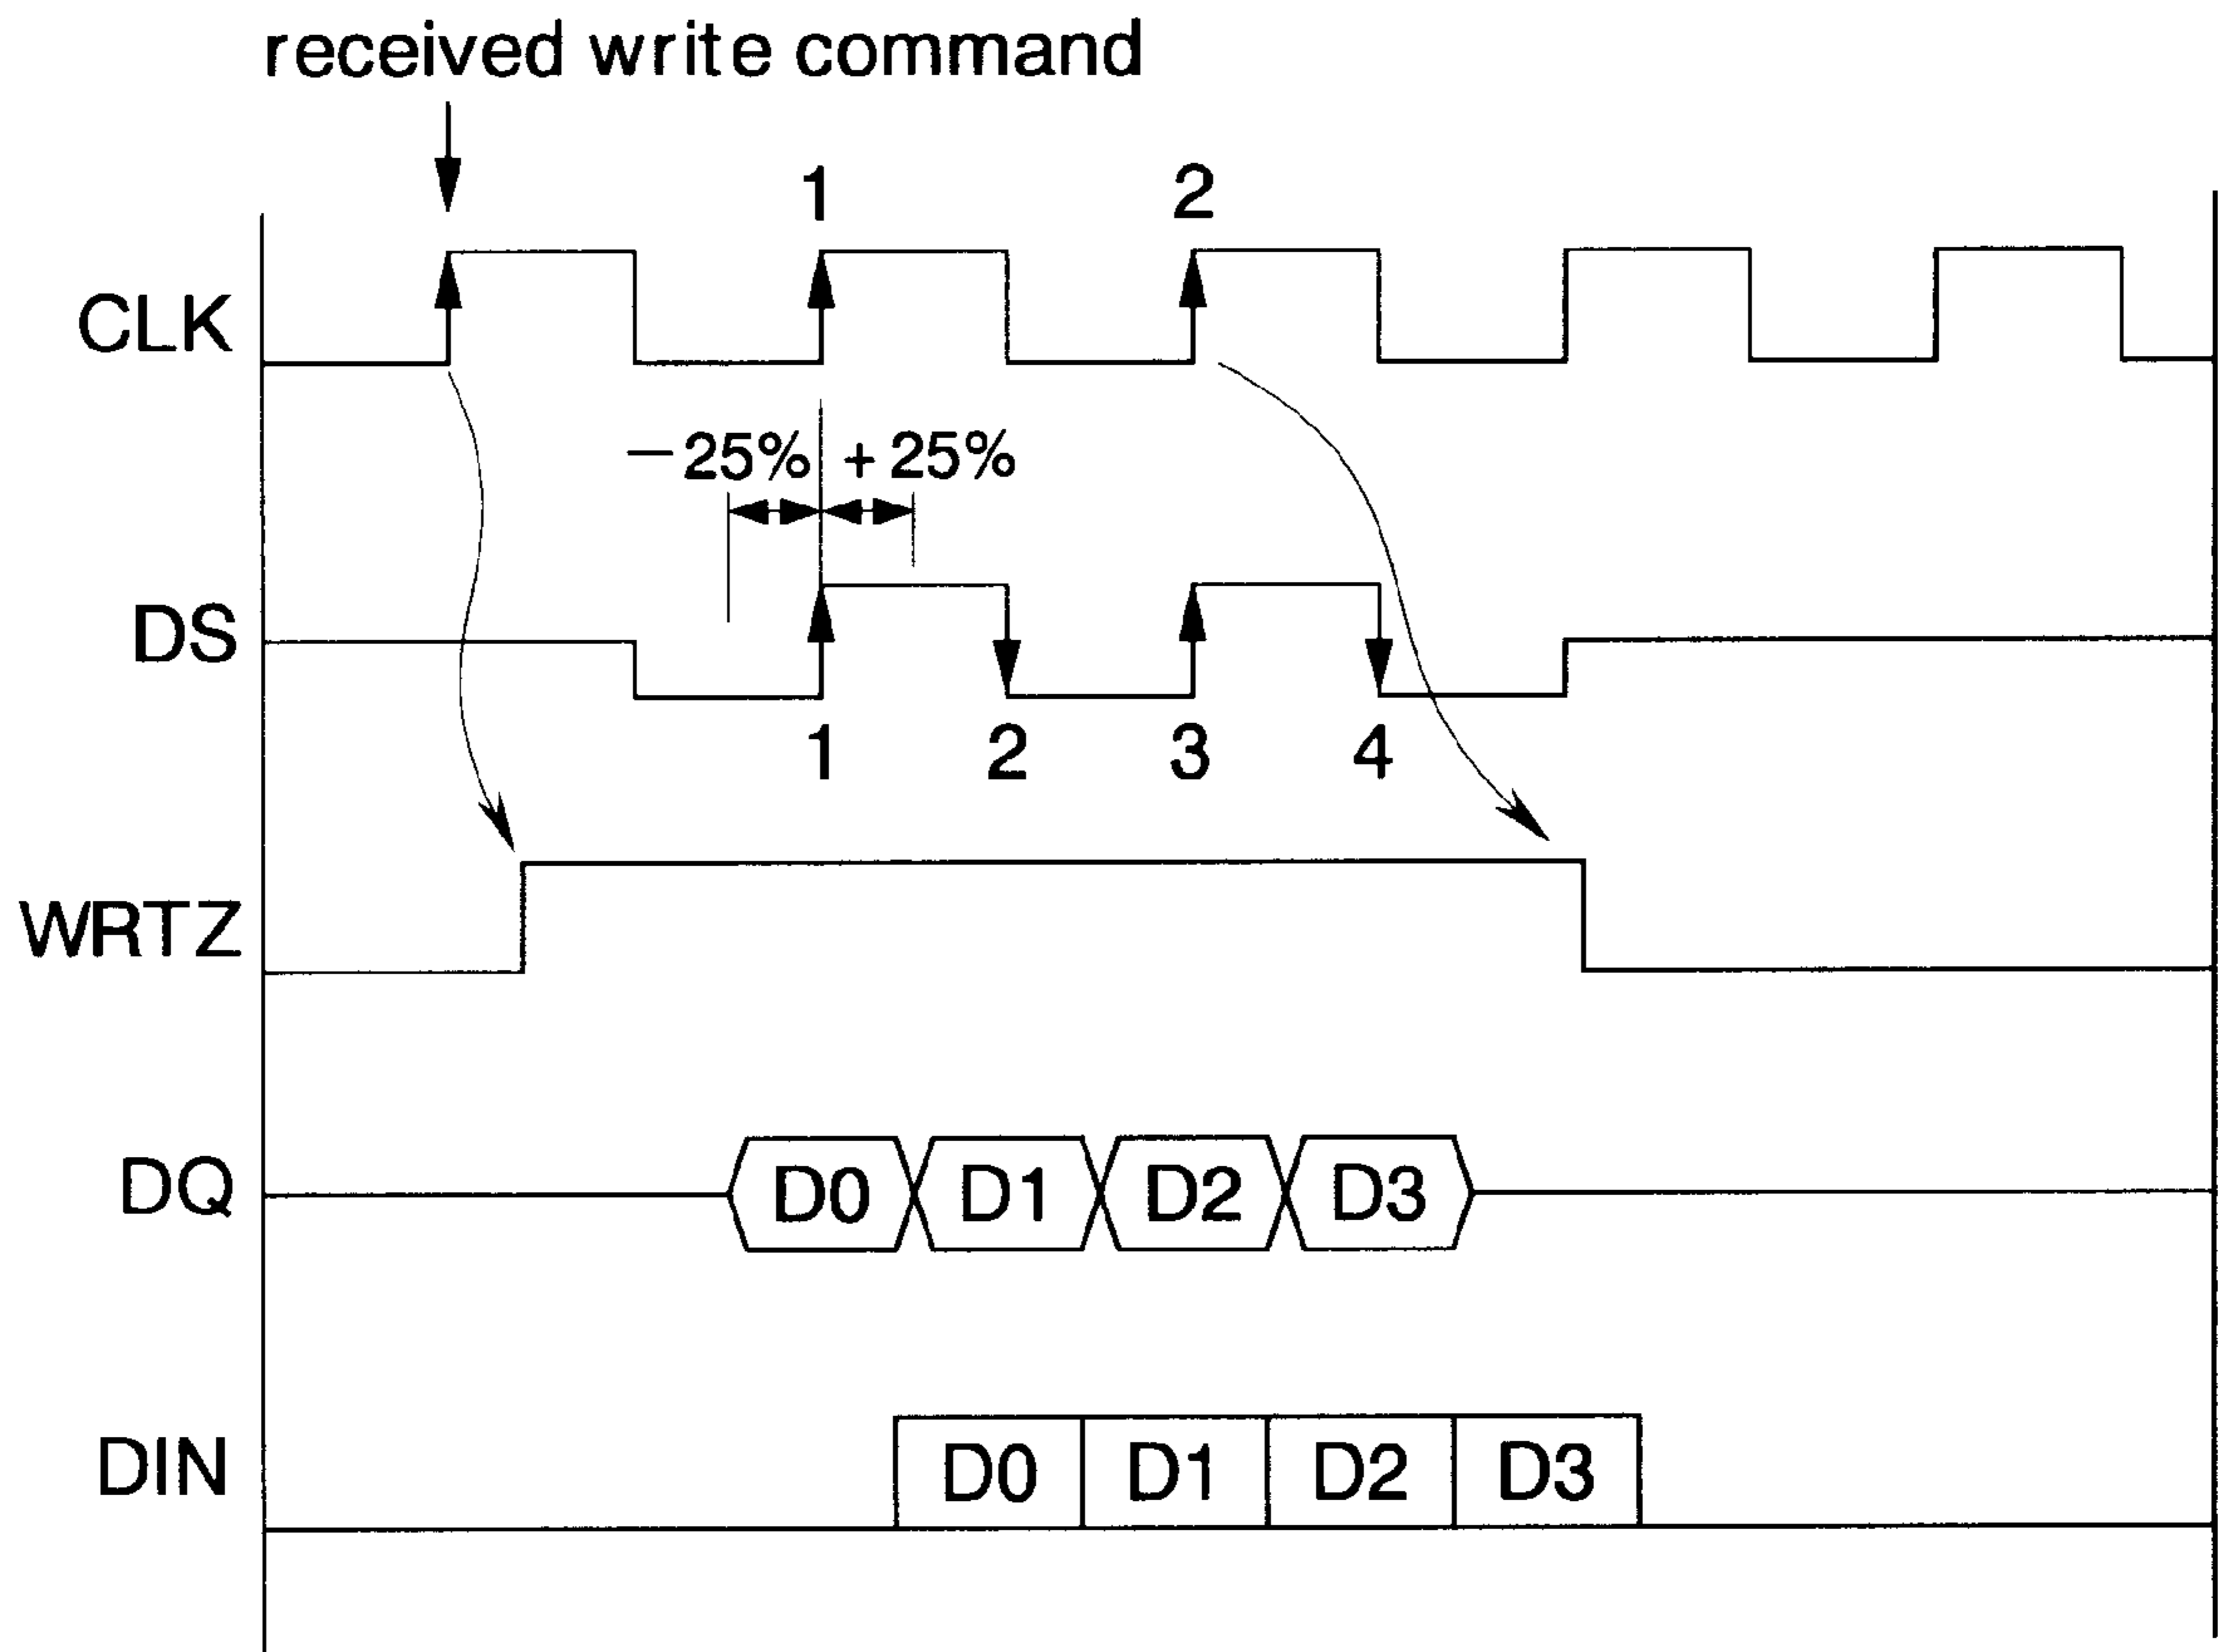 received write command
1 2
CLK
−25% +25%
DS
1 2 3 4
WRTZ
DQ D0 D1 D2 D3
DIN D0 D1 D2 D3